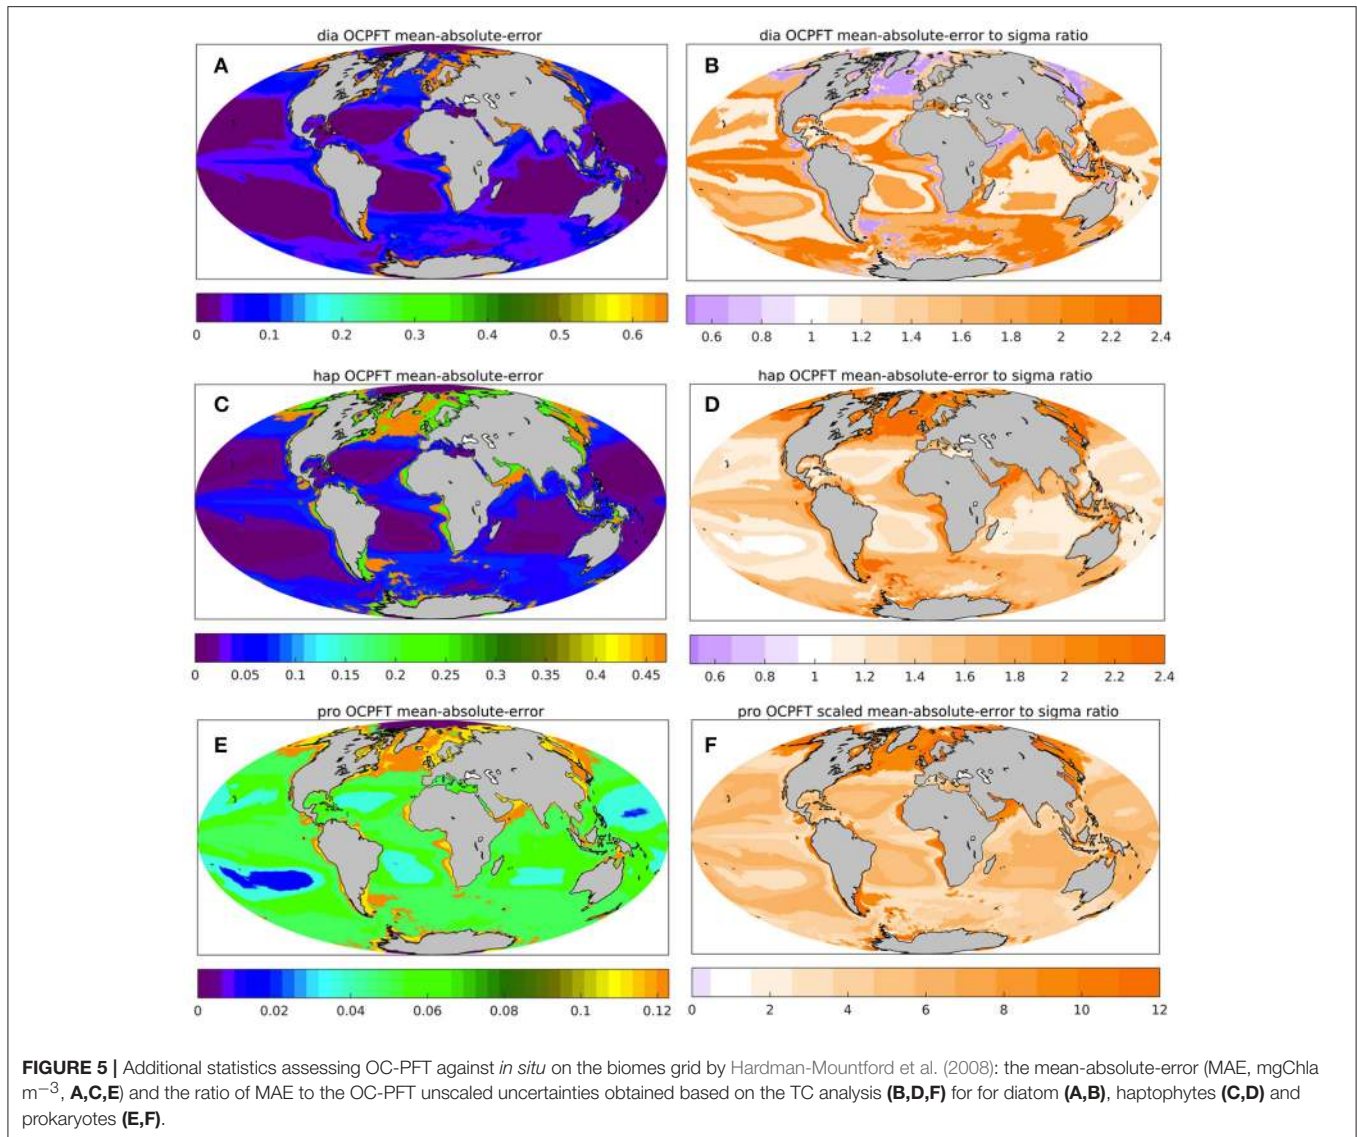 dia OCPFT mean-absolute-error
A
0 0.1 0.2 0.3 0.4 0.5 0.6
dia OCPFT mean-absolute-error to sigma ratio
B
0.6 0.8 1 1.2 1.4 1.6 1.8 2 2.2 2.4
hap OCPFT mean-absolute-error
C
0 0.05 0.1 0.15 0.2 0.25 0.3 0.35 0.4 0.45
hap OCPFT mean-absolute-error to sigma ratio
D
0.6 0.8 1 1.2 1.4 1.6 1.8 2 2.2 2.4
pro OCPFT mean-absolute-error
E
0 0.02 0.04 0.06 0.08 0.1 0.12
pro OCPFT scaled mean-absolute-error to sigma ratio
F
0 2 4 6 8 10 12
FIGURE 5 | Additional statistics assessing OC-PFT against in situ on the biomes grid by Hardman-Mountford et al. (2008): the mean-absolute-error (MAE, mgChla
m−3, A,C,E) and the ratio of MAE to the OC-PFT unscaled uncertainties obtained based on the TC analysis (B,D,F) for for diatom (A,B), haptophytes (C,D) and
prokaryotes (E,F).